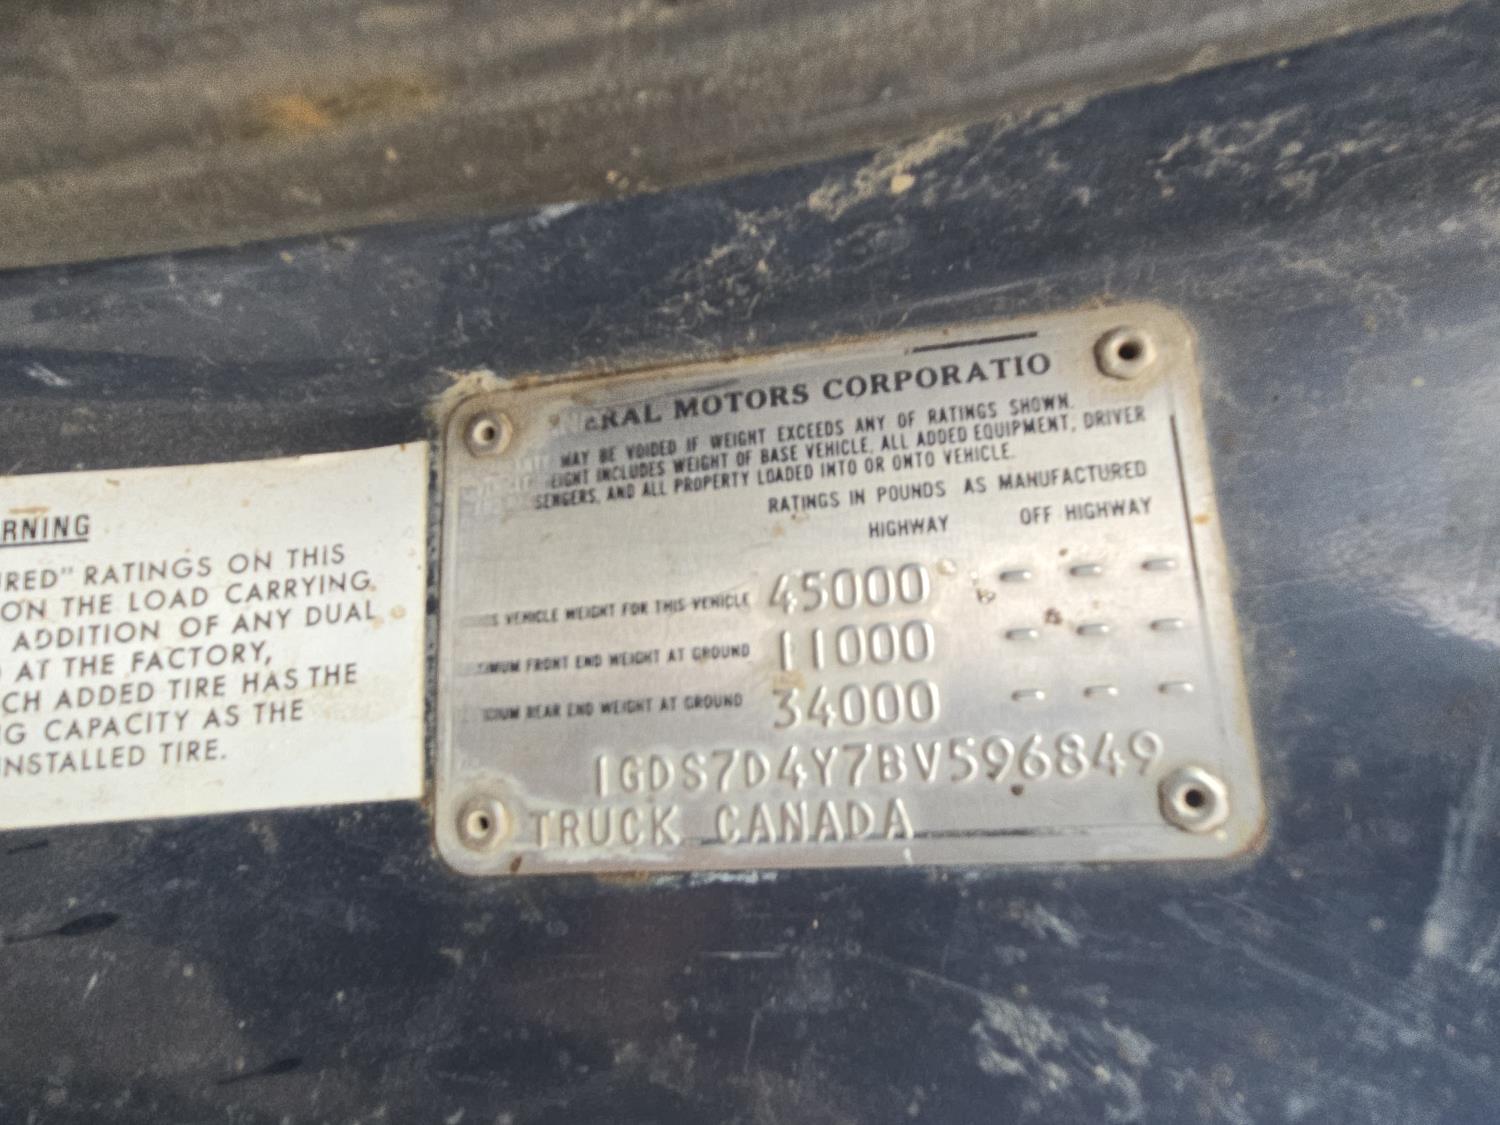 RNING
RED" RATINGS ON THIS
ON THE LOAD CARRYING
ADDITION OF ANY DUAL
AT THE FACTORY,
CH ADDED TIRE HAS THE
G CAPACITY AS THE
NSTALLED TIRE.
NERAL MOTORS CORPORATIO
MAY BE VOIDED IF WEIGHT EXCEEDS ANY OF RATINGS SHOWN.
EIGHT INCLUDES WEIGHT OF BASE VEHICLE, ALL ADDED EQUIPMENT, DRIVER
SENGERS, AND ALL PROPERTY LOADED INTO OR ONTO VEHICLE.
RATINGS IN POUNDS AS MANUFACTURED
HIGHWAY OFF HIGHWAY
S VEHICLE WEIGHT FOR THIS VEHICLE 45000 - - -
IMUM FRONT END WEIGHT AT GROUND 11000 - - -
IMUM REAR END WEIGHT AT GROUND 34000 - - -
1GDS7D4Y7BV596849
TRUCK CANADA